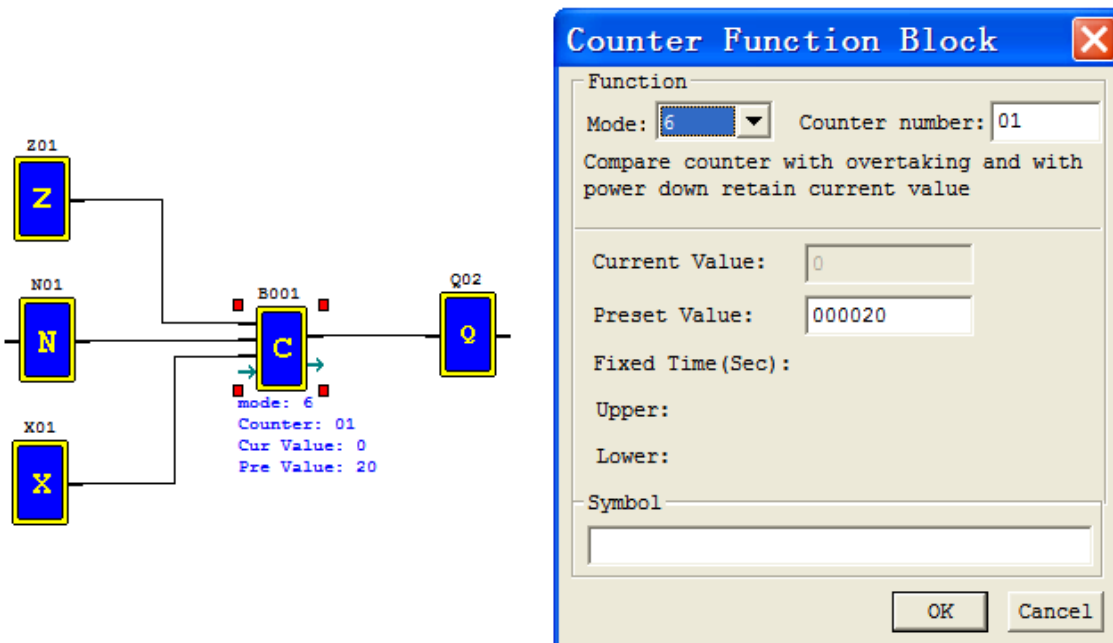 Z01
Z
N01
N
X01
X
B001
C
mode: 6
Counter: 01
Cur Value: 0
Pre Value: 20
Q02
Q
Counter Function Block
Function
Mode: 6 Counter number: 01
Compare counter with overtaking and with
power down retain current value
Current Value: 0
Preset Value: 000020
Fixed Time(Sec):
Upper:
Lower:
Symbol
OK Cancel